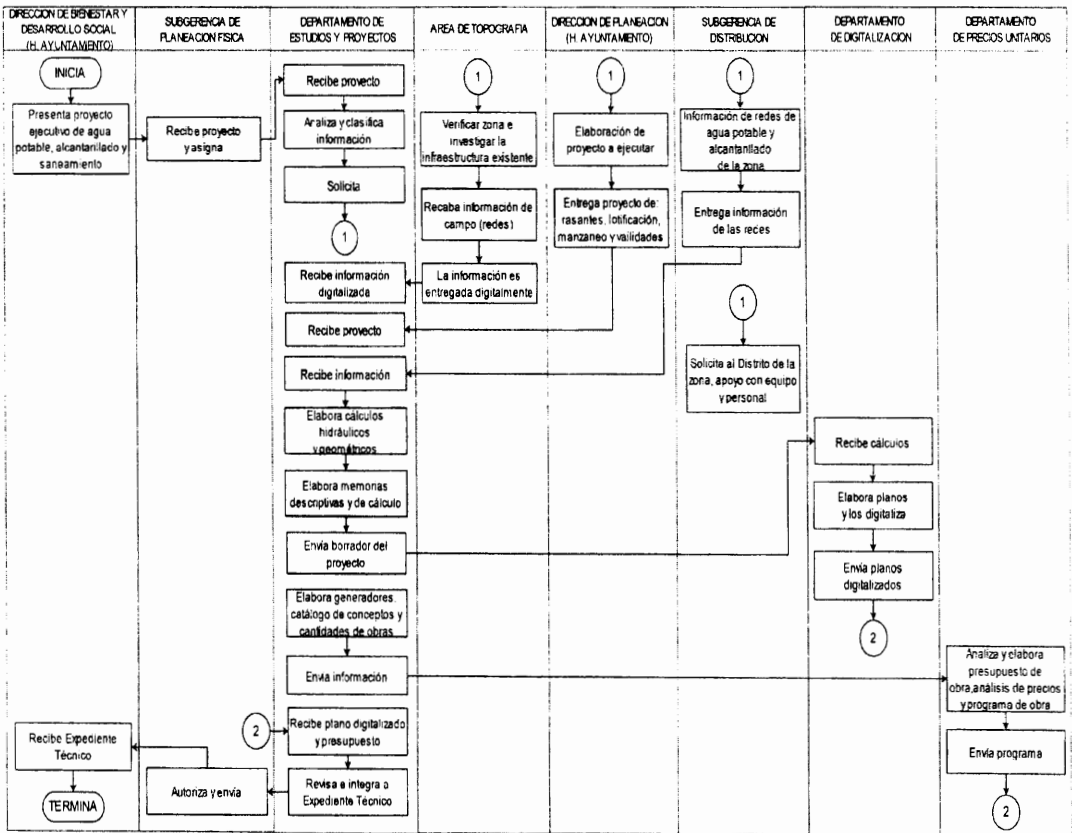 DIRECCION DE BIENESTAR Y
DESARROLLO SOCIAL
(H. AYUNTAMIENTO)
SUBGERENCIA DE
PLANEACION FISICA
DEPARTAMENTO DE
ESTUDIOS Y PROYECTOS
AREA DE TOPOGRAFIA
DIRECCION DE PLANEACION
(H. AYUNTAMIENTO)
SUBGERENCIA DE
DISTRIBUCION
DEPARTAMENTO
DE DIGITALIZACION
DEPARTAMENTO
DE PRECIOS UNITARIOS
INICIA
Presenta proyecto
ejecutivo de agua
potable, alcantarillado y
saneamiento
Recibe proyecto
y asigna
Recibe proyecto
Analiza y clasifica
información
Solicita
1
1
Verificar zona e
investigar la
infraestructura existente
Recaba información de
campo (redes)
La información es
entregada digitalmente
1
Elaboración de
proyecto a ejecutar
Entrega proyecto de:
rasantes, lotificación,
manzaneo y vailidades
1
Información de redes de
agua potable y
alcantarillado
de la zona
Entrega información
de las redes
Recibe información
digitalizada
Recibe proyecto
Recibe información
1
Solicita al Distrito de la
zona, apoyo con equipo
y personal
Elabora cálculos
hidráulicos
y geométricos
Elabora memorias
descriptivas y de cálculo
Envía borrador del
proyecto
Recibe cálculos
Elabora planos
y los digitaliza
Envía planos
digitalizados
2
Elabora generadores,
catálogo de conceptos y
cantidades de obras
Envia información
Analiza y elabora
presupuesto de
obra,análisis de precios
y programa de obra
Envía programa
2
2
Recibe plano digitalizado
y presupuesto
Revisa e integra a
Expediente Técnico
Autoriza y envía
Recibe Expediente
Técnico
TERMINA